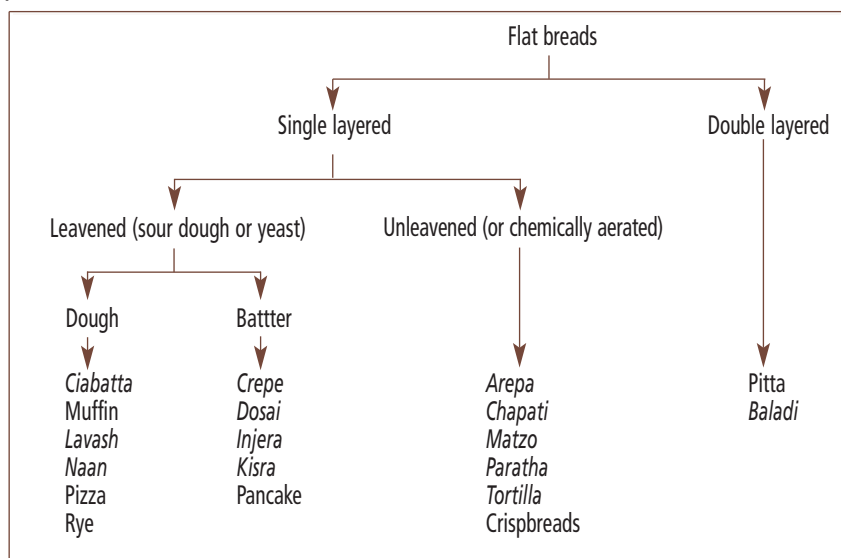 Flat breads
Single layered
Double layered
Leavened (sour dough or yeast)
Unleavened (or chemically aerated)
Dough
Battter
Ciabatta
Muffin
Lavash
Naan
Pizza
Rye
Crepe
Dosai
Injera
Kisra
Pancake
Arepa
Chapati
Matzo
Paratha
Tortilla
Crispbreads
Pitta
Baladi